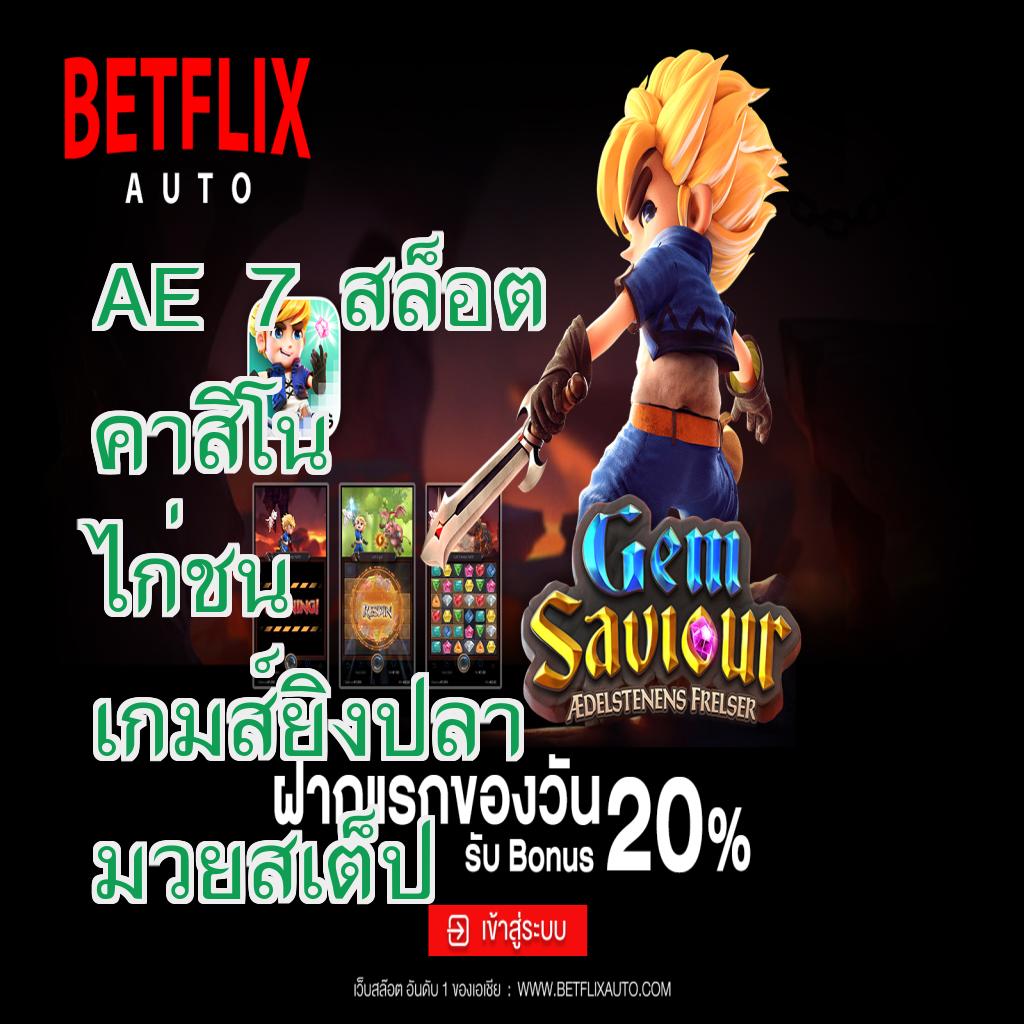 BETFLIX
AUTO
AE 7 สล็อต
คาสิโน
ไก่ชน
Gem
Saviour
ÆDELSTENENS FRELSER
เกมส์ยิงปลา
ฝากแรกของวัน
20%
รับ Bonus
มวยสเต็ป
เข้าสู่ระบบ
เว็บสล๊อต อันดับ 1 ของเอเชีย : WWW.BETFLIXAUTO.COM